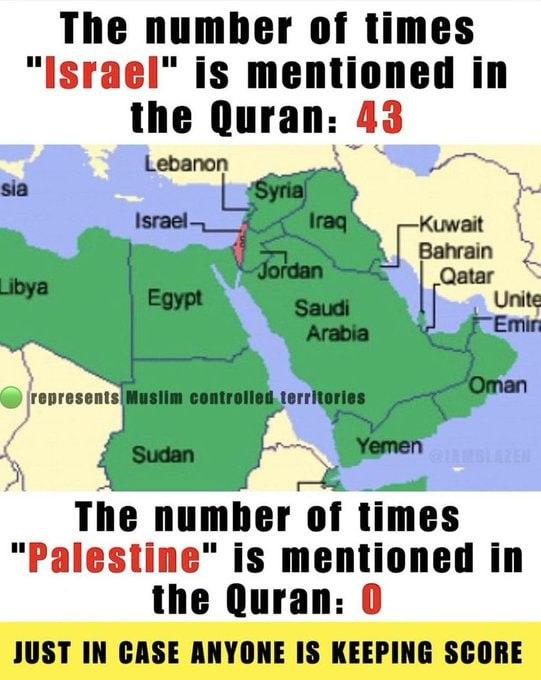 The number of times
"Israel" is mentioned in
the Quran: 43
Lebanon
sia
Syria
Israel
Iraq
Kuwait
Bahrain
Jordan
Qatar
Libya
Egypt
Saudi
Arabia
Unite
Emira
represents Muslim controlled territories
Oman
Sudan
Yemen
@IAMBLAZEN
The number of times
"Palestine" is mentioned in
the Quran: 0
JUST IN CASE ANYONE IS KEEPING SCORE